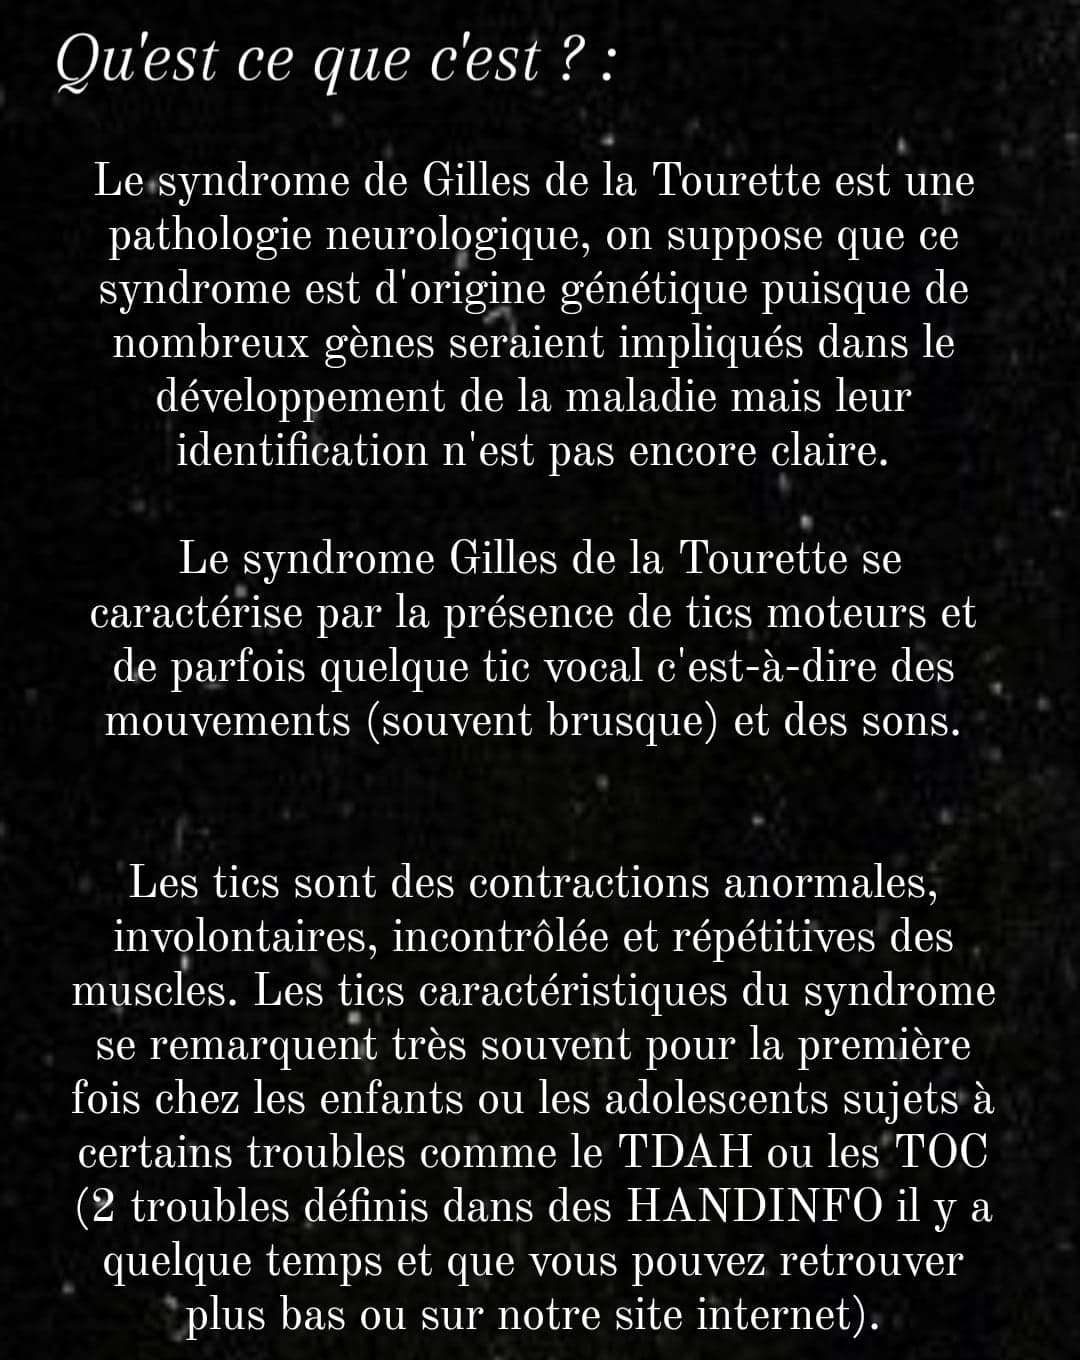 Qu'est ce que c'est ? :
Le syndrome de Gilles de la Tourette est une
pathologie neurologique, on suppose que ce
syndrome est d'origine génétique puisque de
nombreux gènes seraient impliqués dans le
développement de la maladie mais leur
identification n'est pas encore claire.
Le syndrome Gilles de la Tourette se
caractérise par la présence de tics moteurs et
de parfois quelque tic vocal c'est-à-dire des
mouvements (souvent brusque) et des sons.
Les tics sont des contractions anormales,
involontaires, incontrôlée et répétitives des
muscles. Les tics caractéristiques du syndrome
se remarquent très souvent pour la première
fois chez les enfants ou les adolescents sujets à
certains troubles comme le TDAH ou les TOC
(2 troubles définis dans des HANDINFO il y a
quelque temps et que vous pouvez retrouver
plus bas ou sur notre site internet).